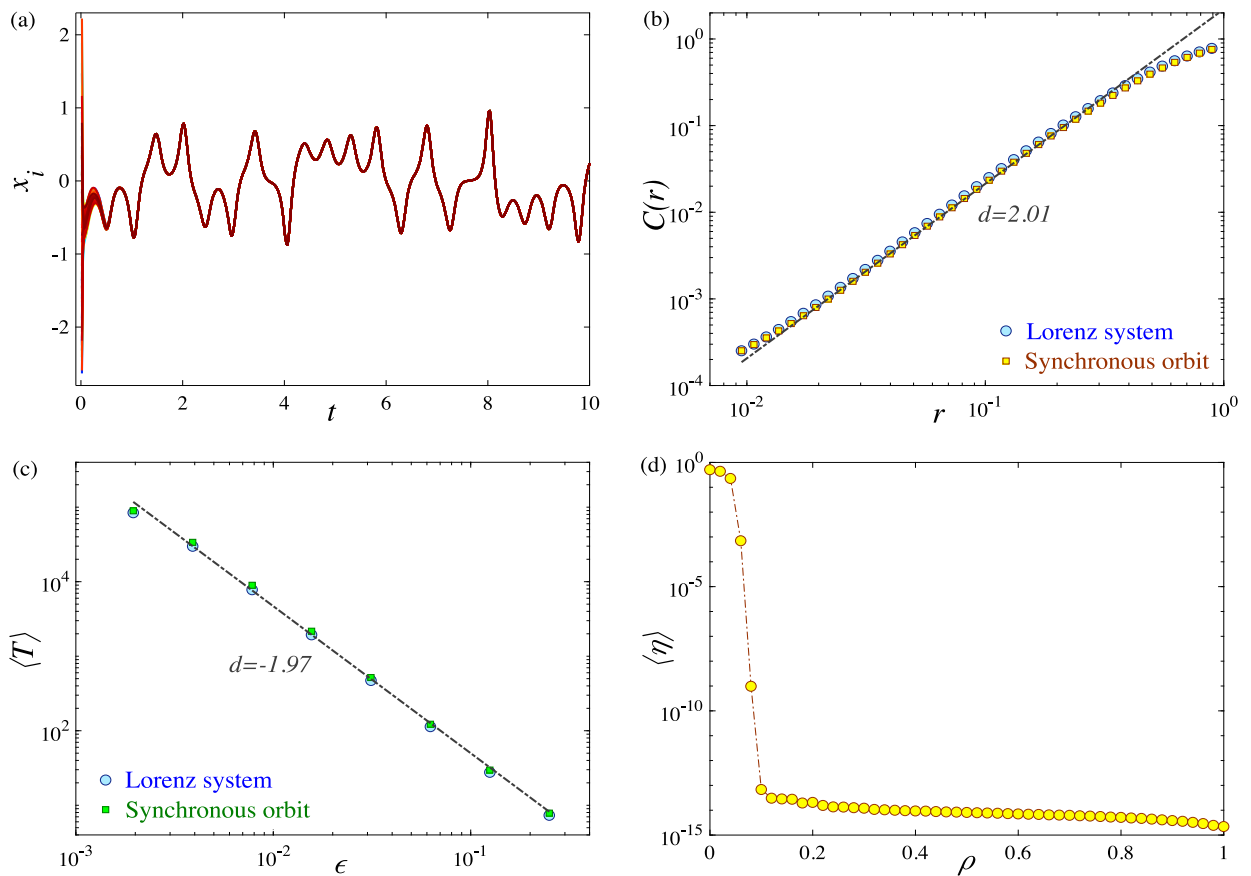 (a)
2
1
0
-1
-2
x_i
0 2 4 6 8 10
t
(b)
10^0
10^-1
10^-2
10^-3
10^-4
C(r)
d=2.01
Lorenz system
Synchronous orbit
10^-2 10^-1 10^0
r
(c)
10^4
10^2
⟨T⟩
d=-1.97
Lorenz system
Synchronous orbit
10^-3 10^-2 10^-1
ϵ
(d)
10^0
10^-5
10^-10
10^-15
⟨η⟩
0 0.2 0.4 0.6 0.8 1
ρ